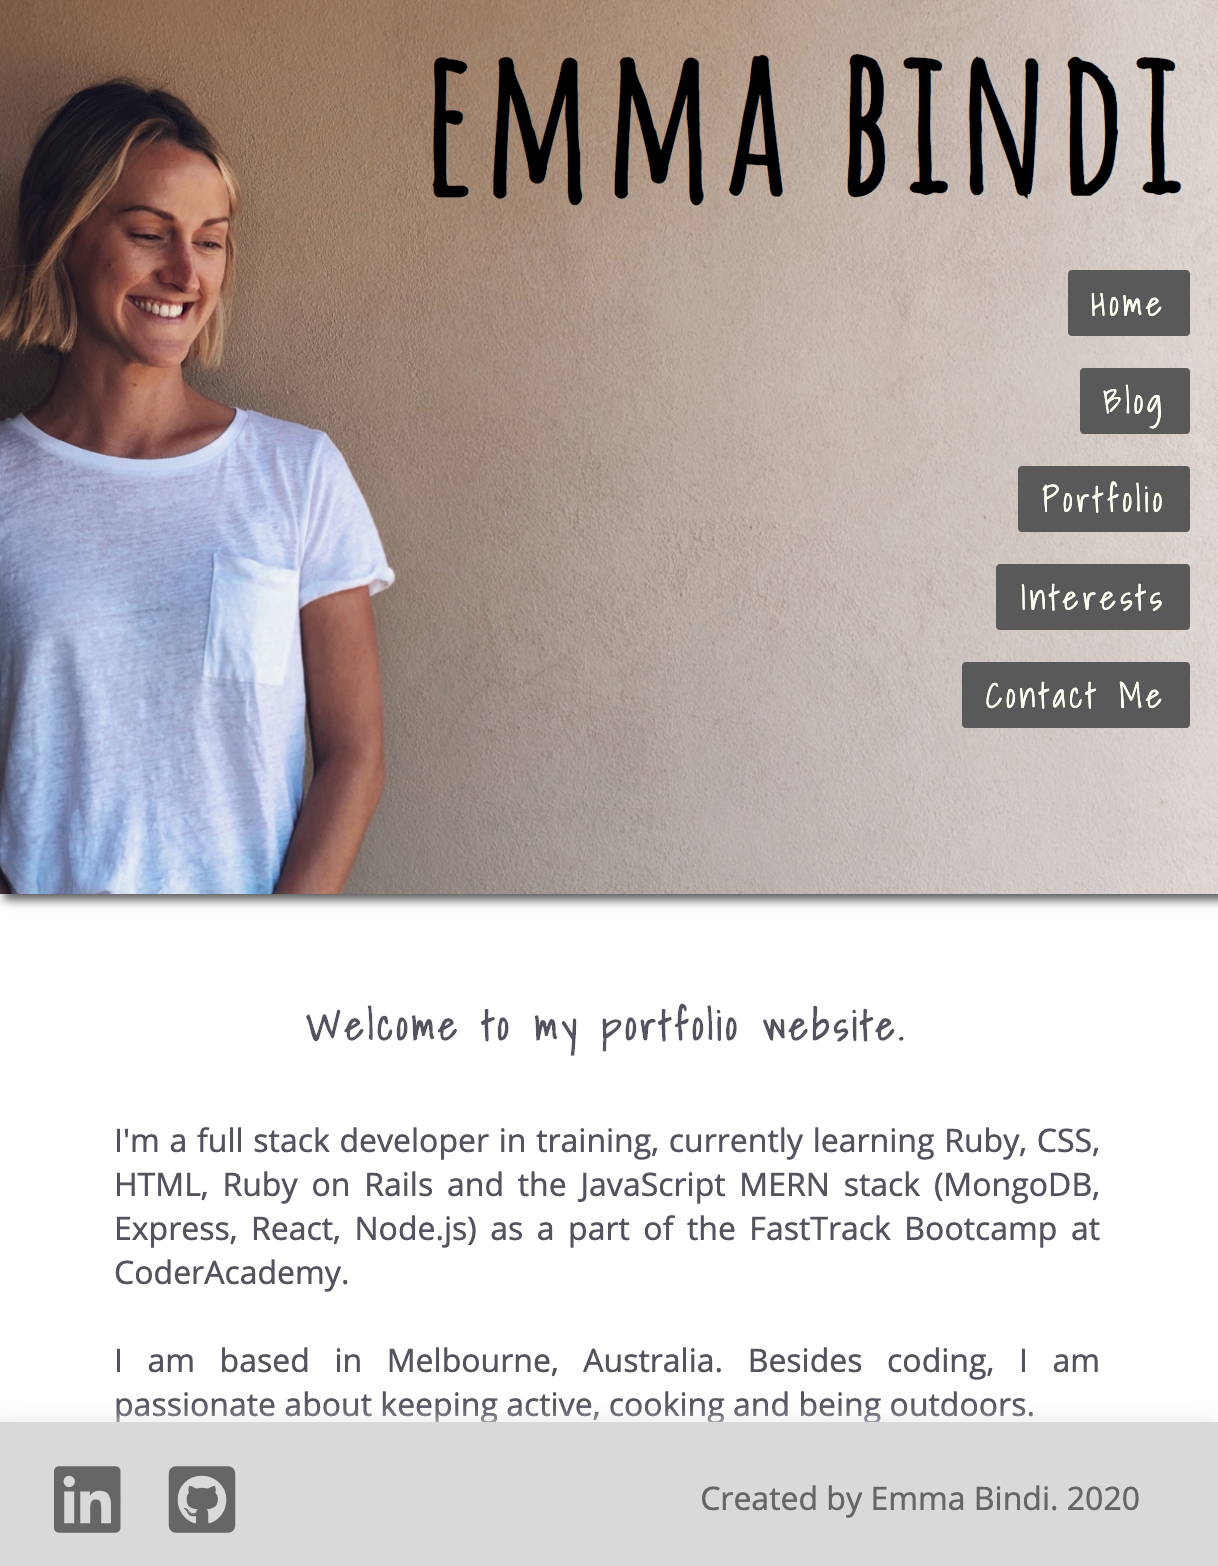 EMMA BINDI
Home
Blog
Portfolio
Interests
Contact Me
Welcome to my portfolio website.
I'm a full stack developer in training, currently learning Ruby, CSS,
HTML, Ruby on Rails and the JavaScript MERN stack (MongoDB,
Express, React, Node.js) as a part of the FastTrack Bootcamp at
CoderAcademy.
I am based in Melbourne, Australia. Besides coding, I am
passionate about keeping active, cooking and being outdoors.
in
Created by Emma Bindi. 2020